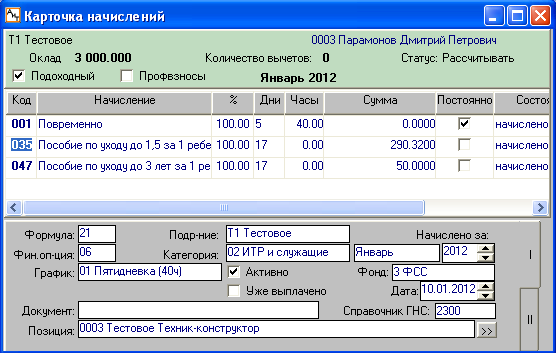 Карточка начислений
Т1 Тестовое 0003 Парамонов Дмитрий Петрович
Оклад 3 000.000 Количество вычетов: 0 Статус: Рассчитывать
Подоходный Профвзносы Январь 2012
Код Начисление % Дни Часы Сумма Постоянно Состо
001 Повременно 100.00 5 40.00 0.0000 начислено
035 Пособие по уходу до 1,5 за 1 ребе 100.00 17 0.00 290.3200 начислено
047 Пособие по уходу до 3 лет за 1 ре 100.00 17 0.00 50.0000 начислено
Формула: 21 Подр-ние: Т1 Тестовое Начислено за:
Фин.оп-ция: 06 Категория: 02 ИТР и служащие Январь 2012 I
График: 01 Пятидневка (40ч) Активно Фонд: 3 ФСС
Уже выплачено Дата: 10.01.2012
Документ: Справочник ГНС: 2300 II
Позиция: 0003 Тестовое Техник-конструктор >>